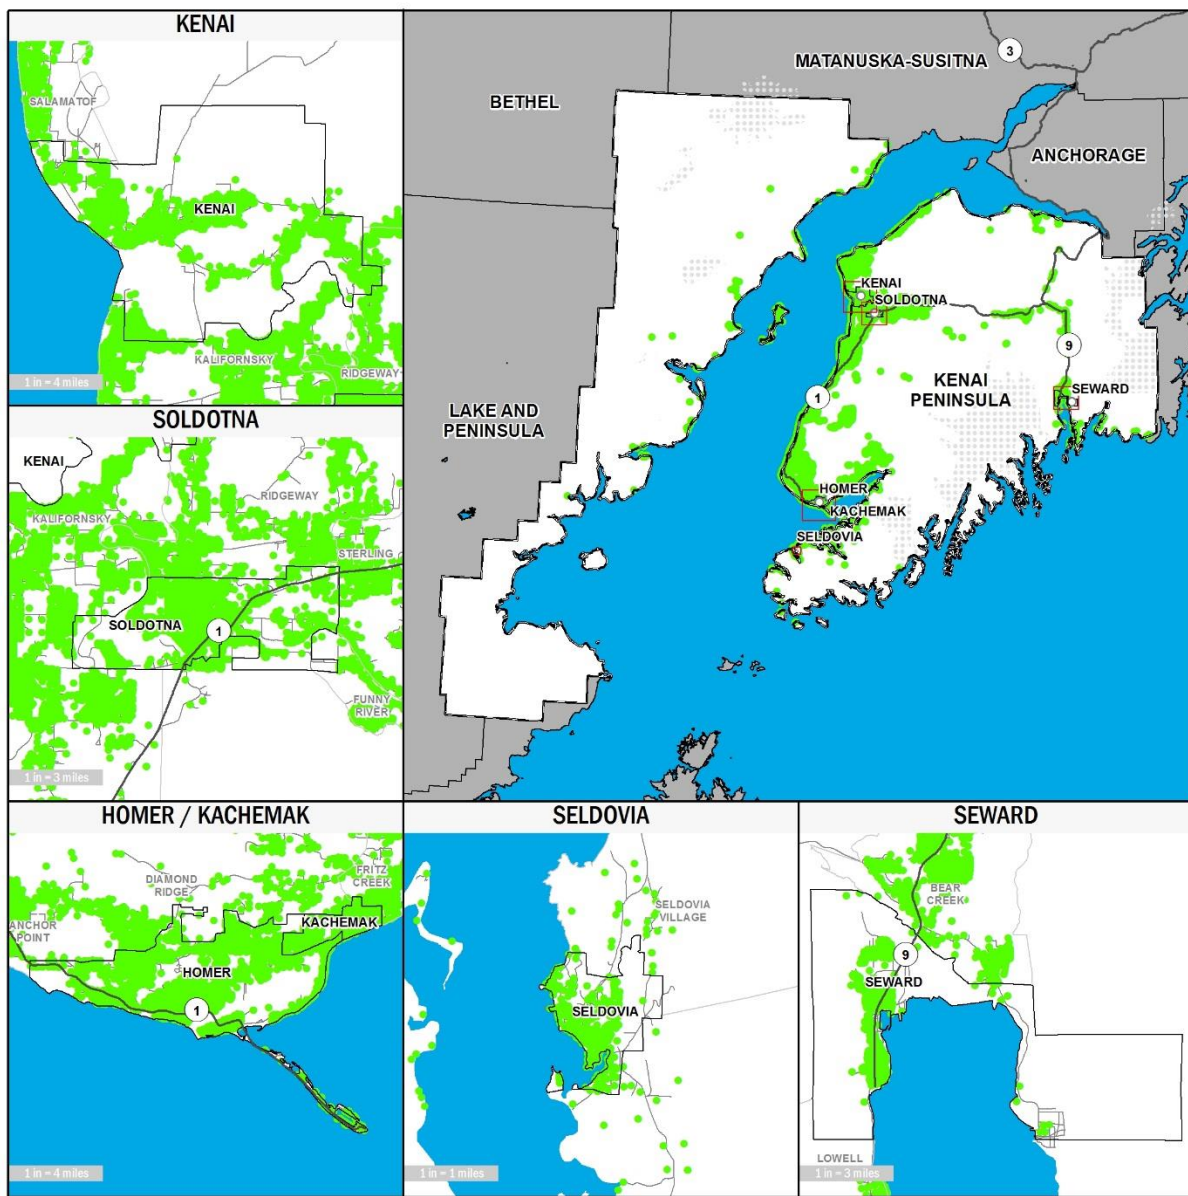 KENAI
SALAMATOF
KENAI
KALIFORNSKY
RIDGEWAY
1 in = 4 miles
MATANUSKA-SUSITNA
3
BETHEL
ANCHORAGE
KENAI
SOLDOTNA
9
KENAI
PENINSULA
SEWARD
1
LAKE AND
PENINSULA
HOMER
KACHEMAK
SELDOVIA
SOLDOTNA
KENAI
RIDGEWAY
KALIFORNSKY
STERLING
SOLDOTNA
1
FUNNY
RIVER
1 in = 3 miles
HOMER / KACHEMAK
DIAMOND
RIDGE
FRITZ
CREEK
ANCHOR
POINT
KACHEMAK
HOMER
1
1 in = 4 miles
SELDOVIA
SELDOVIA
VILLAGE
SELDOVIA
1 in = 1 miles
SEWARD
BEAR
CREEK
9
SEWARD
LOWELL
1 in = 3 miles